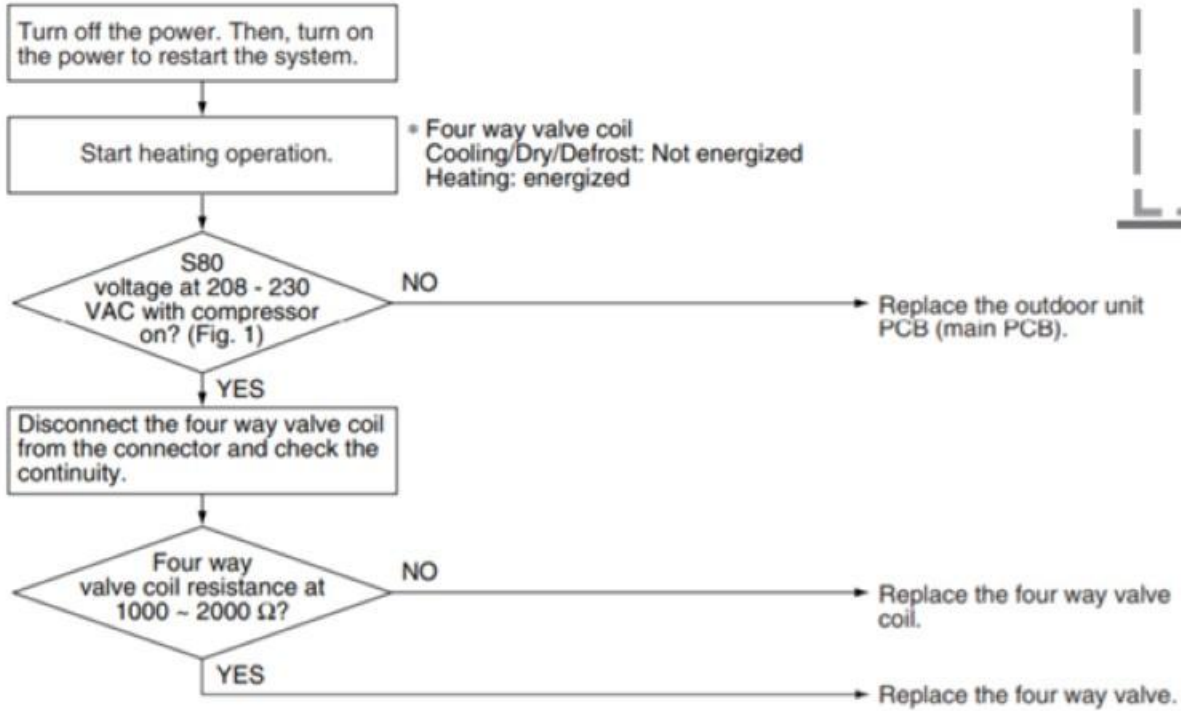 Turn off the power. Then, turn on
the power to restart the system.
Start heating operation.
* Four way valve coil
Cooling/Dry/Defrost: Not energized
Heating: energized
S80
voltage at 208 - 230
VAC with compressor
on? (Fig. 1)
NO
Replace the outdoor unit
PCB (main PCB).
YES
Disconnect the four way valve coil
from the connector and check the
continuity.
Four way
valve coil resistance at
1000 ~ 2000 Ω?
NO
Replace the four way valve
coil.
YES
Replace the four way valve.